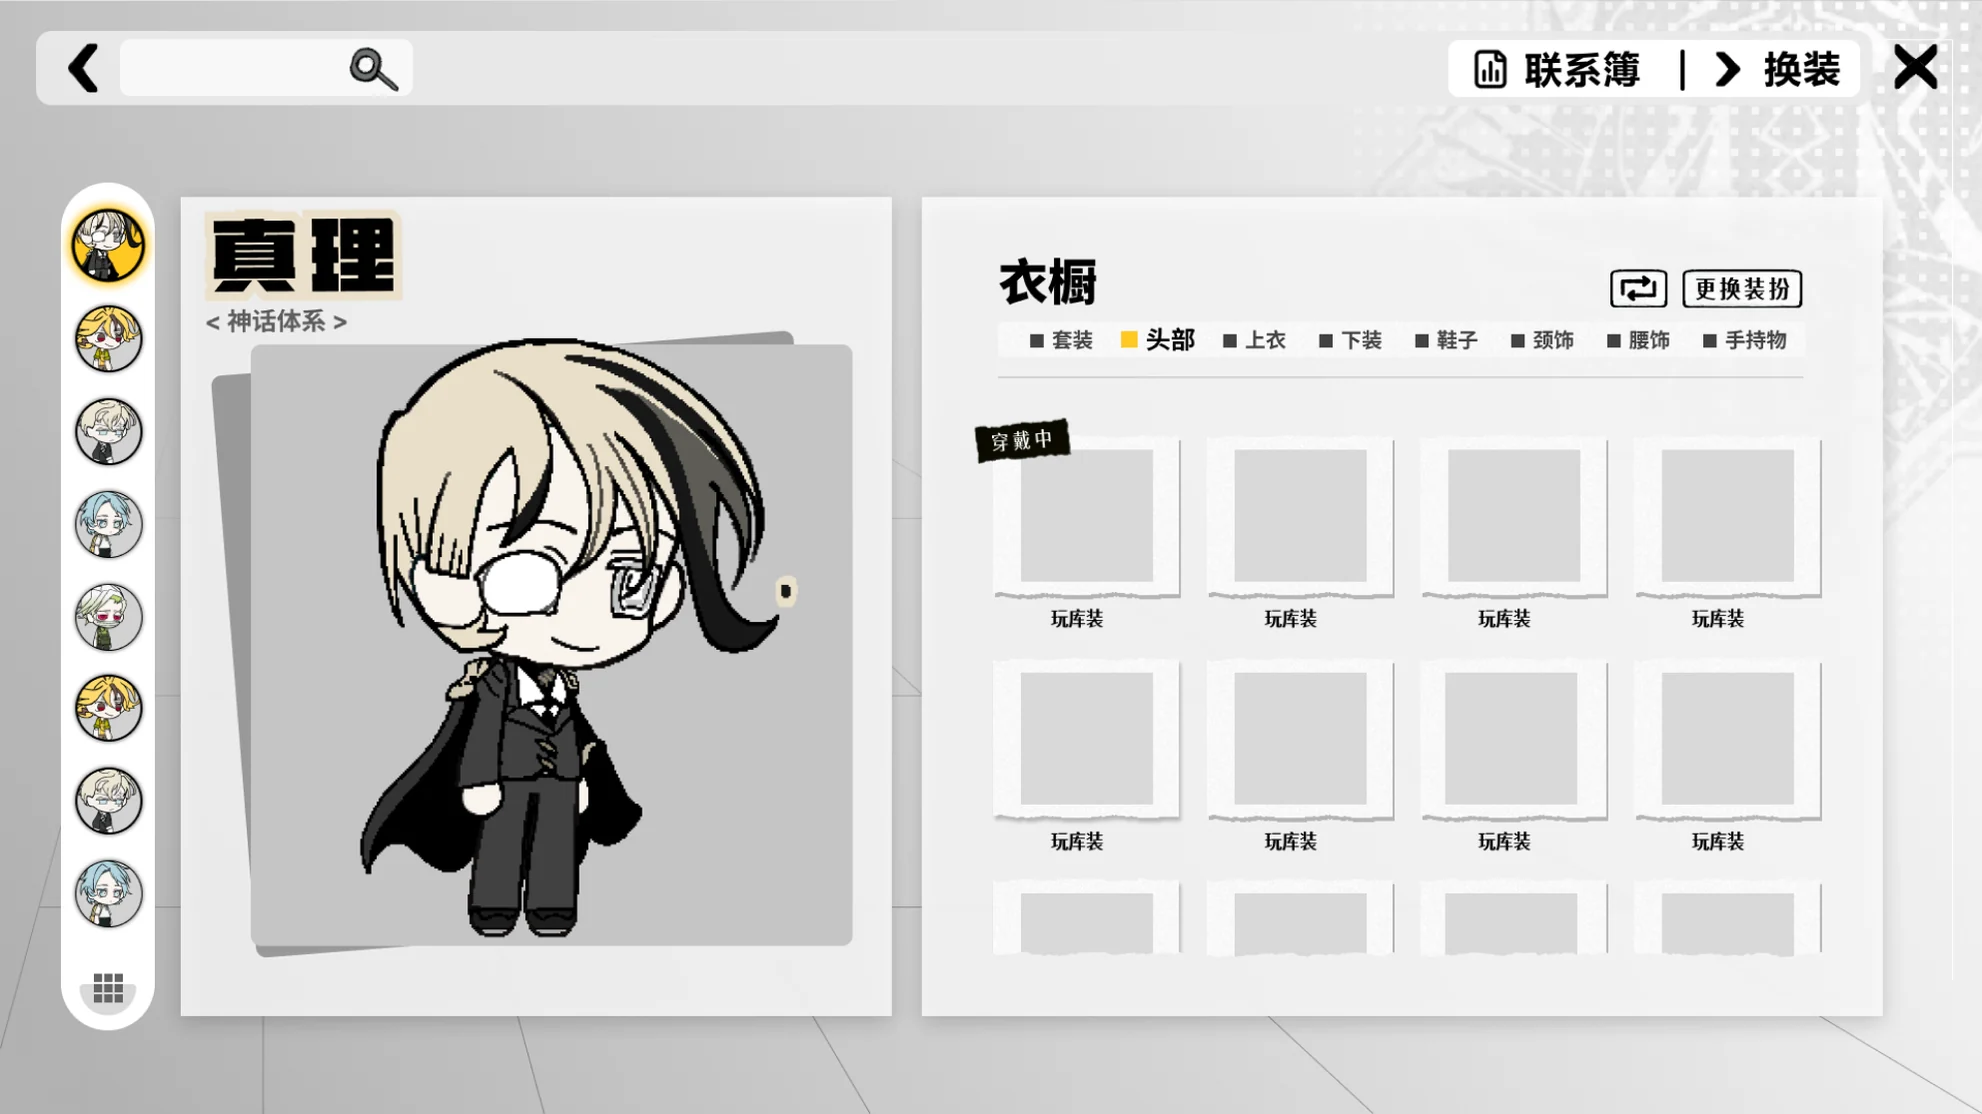 联系簿 | > 换装
真理
< 神话体系 >
衣橱
更换装扮
套装 头部 上衣 下装 鞋子 颈饰 腰饰 手持物
穿戴中
玩库装 玩库装 玩库装 玩库装
玩库装 玩库装 玩库装 玩库装